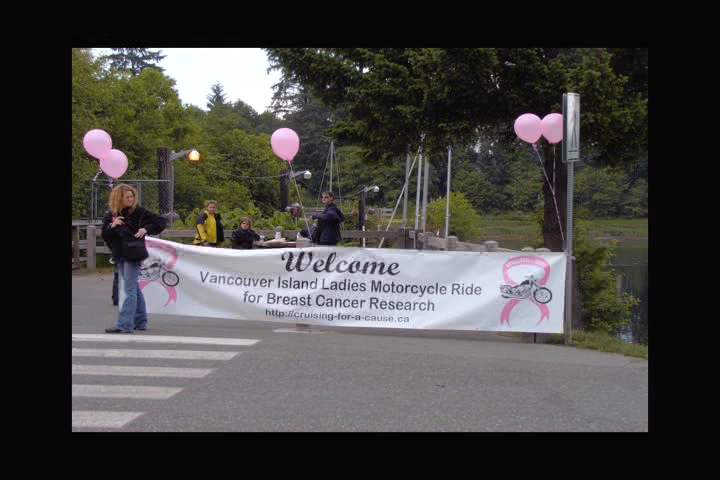 Welcome
Vancouver Island Ladies Motorcycle Ride
for Breast Cancer Research
http://cruising-for-a-cause.ca